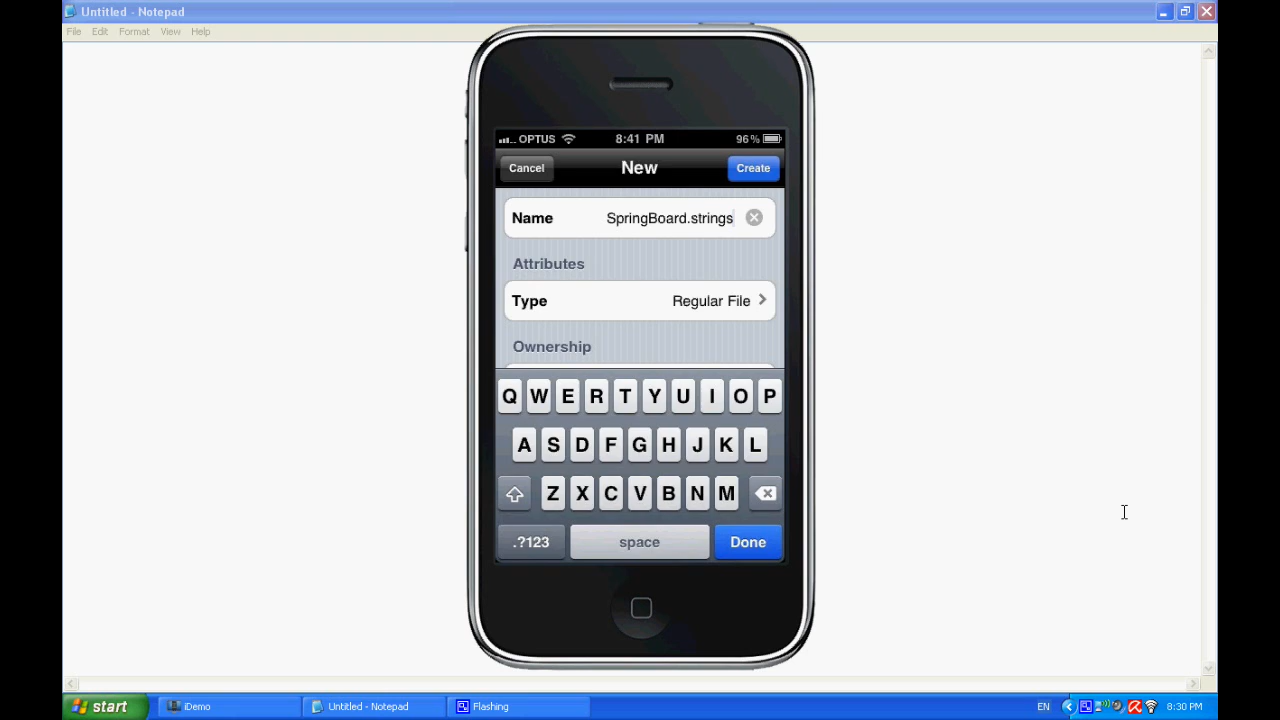 Untitled - Notepad
File Edit Format View Help
OPTUS 8:41 PM 96%
Cancel New Create
Name SpringBoard.strings
Attributes
Type Regular File
Ownership
Q W E R T Y U I O P
A S D F G H J K L
Z X C V B N M
.?123 space Done
start iDemo Untitled - Notepad Flashing EN 8:30 PM